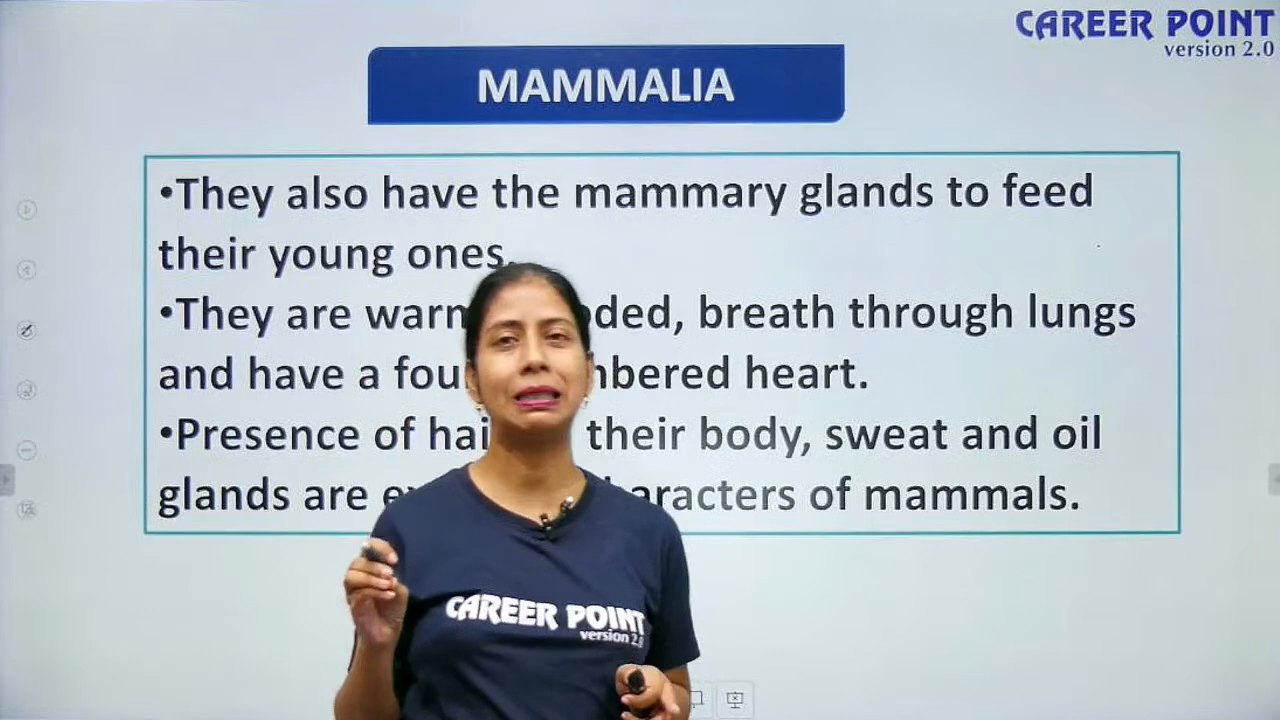 CAREER POINT
version 2.0
MAMMALIA
•They also have the mammary glands to feed
their young ones.
•They are warm ded, breath through lungs
and have a fou mbered heart.
•Presence of hai their body, sweat and oil
glands are ex haracters of mammals.
CAREER POINT
version 2.0